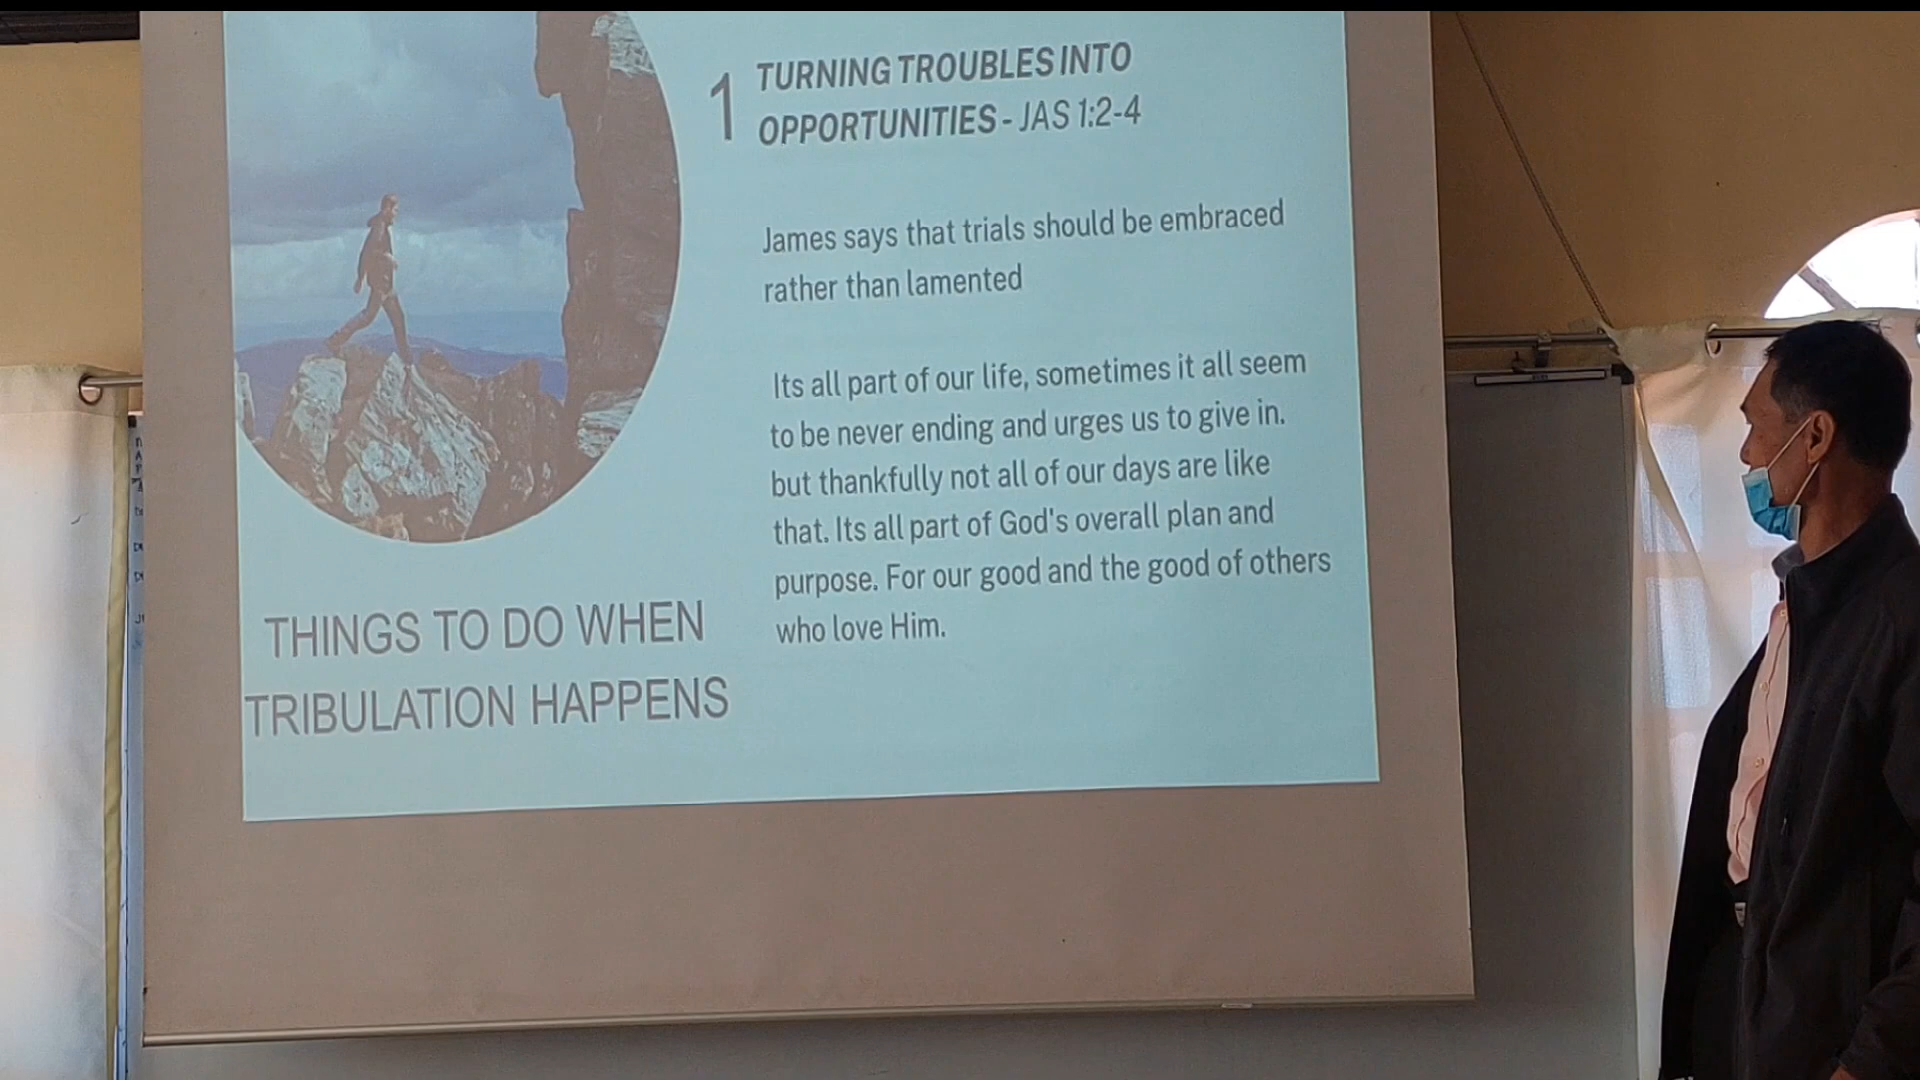 1 TURNING TROUBLES INTO
OPPORTUNITIES - JAS 1:2-4
James says that trials should be embraced
rather than lamented
Its all part of our life, sometimes it all seem
to be never ending and urges us to give in.
but thankfully not all of our days are like
that. Its all part of God's overall plan and
purpose. For our good and the good of others
who love Him.
THINGS TO DO WHEN
TRIBULATION HAPPENS